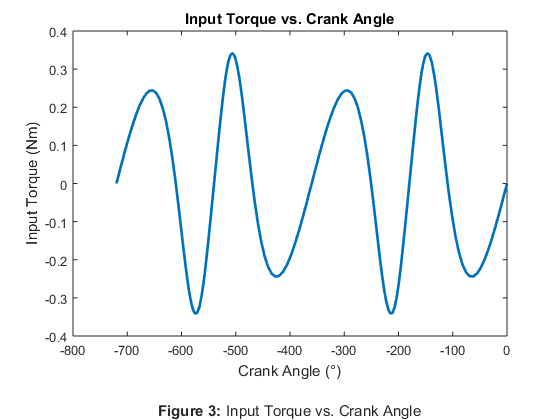 Input Torque vs. Crank Angle
0.4
0.3
0.2
0.1
0
-0.1
-0.2
-0.3
-0.4
Input Torque (Nm)
-800 -700 -600 -500 -400 -300 -200 -100 0
Crank Angle (°)
Figure 3: Input Torque vs. Crank Angle